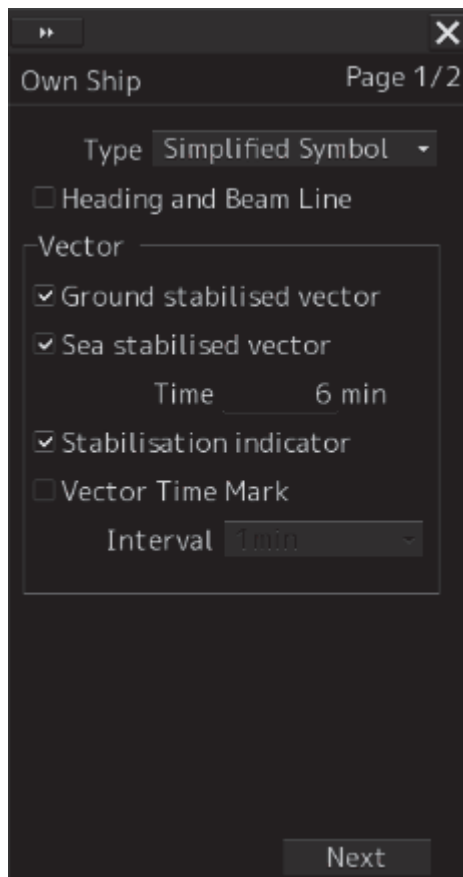 Own Ship Page 1/2
Type Simplified Symbol
Heading and Beam Line
Vector
Ground stabilised vector
Sea stabilised vector
Time 6 min
Stabilisation indicator
Vector Time Mark
Interval 1min
Next